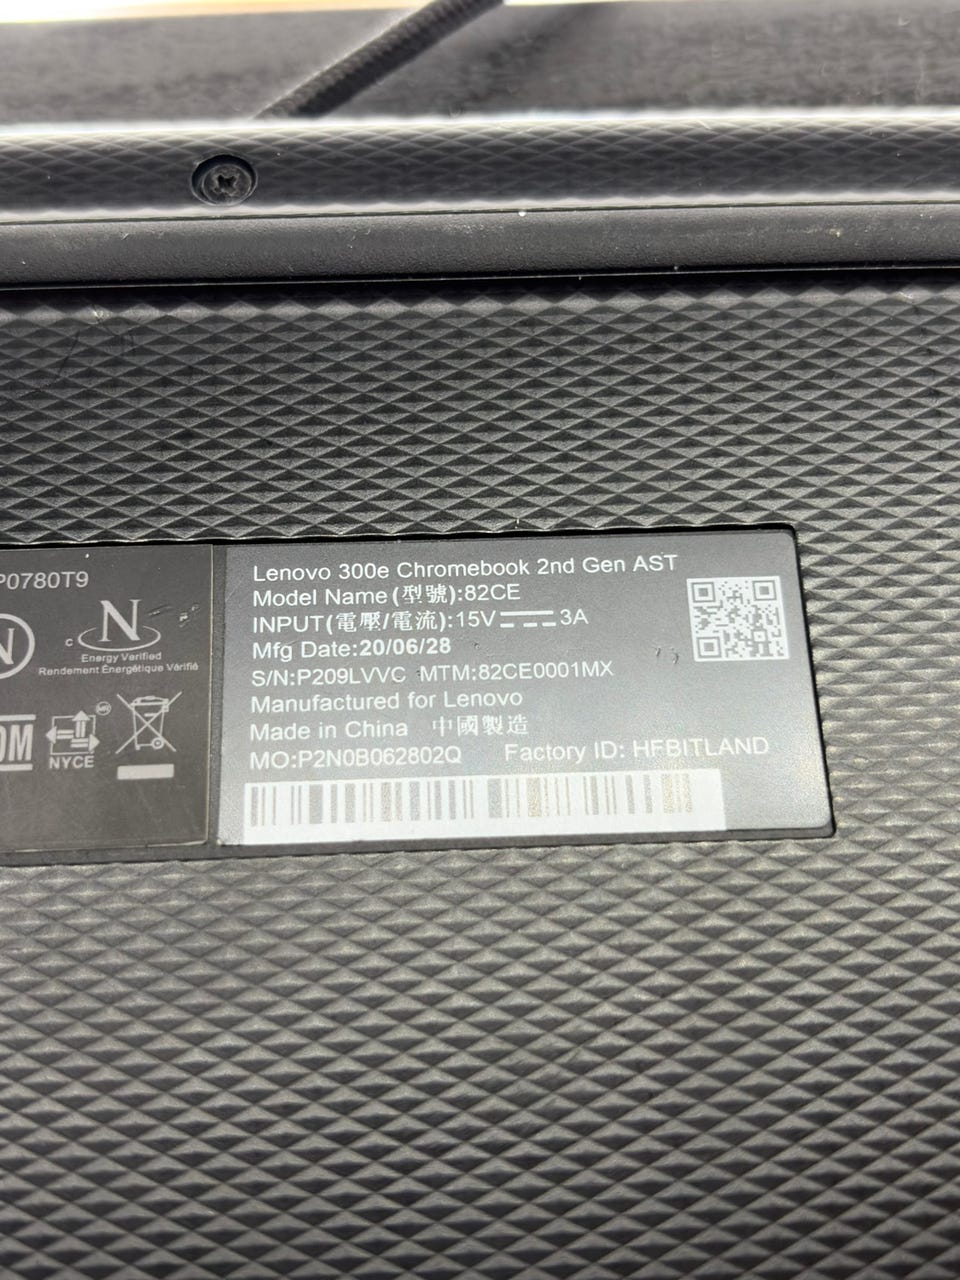 P0780T9
N
c N
Energy Verified
Rendement Énergétique Vérifié
OM
NYCE
Lenovo 300e Chromebook 2nd Gen AST
Model Name(型號):82CE
INPUT(電壓/電流):15V 3A
Mfg Date:20/06/28
S/N:P209LVVC MTM:82CE0001MX
Manufactured for Lenovo
Made in China 中國製造
MO:P2N0B062802Q Factory ID: HFBITLAND